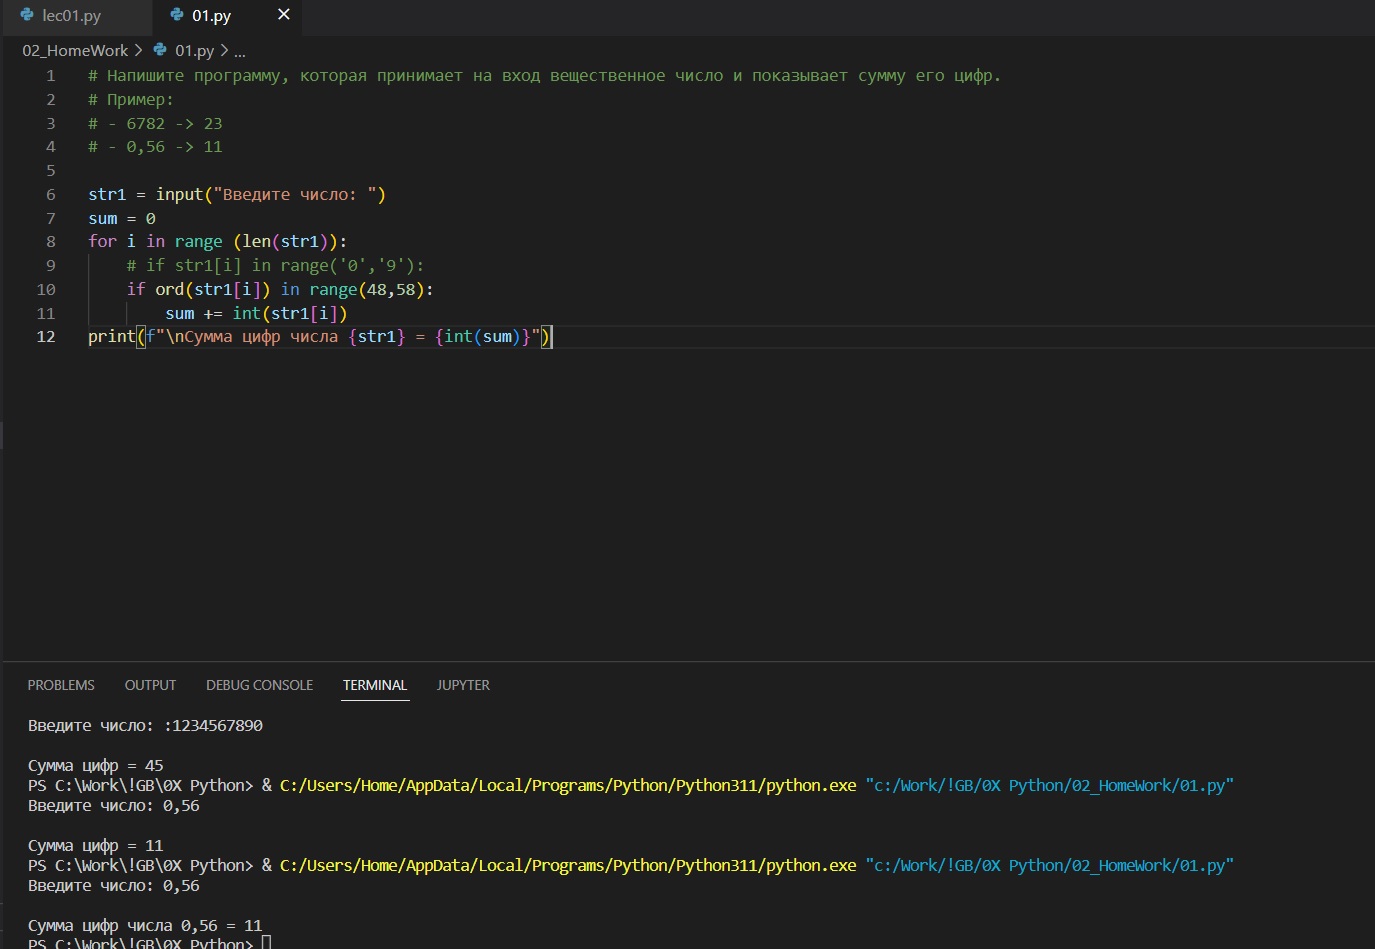 lec01.py 01.py
02_HomeWork > 01.py > ...
1 # Напишите программу, которая принимает на вход вещественное число и показывает сумму его цифр.
2 # Пример:
3 # - 6782 -> 23
4 # - 0,56 -> 11
5
6 str1 = input("Введите число: ")
7 sum = 0
8 for i in range (len(str1)):
9     # if str1[i] in range('0','9'):
10     if ord(str1[i]) in range(48,58):
11         sum += int(str1[i])
12 print(f"\nСумма цифр числа {str1} = {int(sum)}")
PROBLEMS OUTPUT DEBUG CONSOLE TERMINAL JUPYTER
Введите число: :1234567890
Сумма цифр = 45
PS C:\Work\!GB\0X Python> & C:/Users/Home/AppData/Local/Programs/Python/Python311/python.exe "c:/Work/!GB/0X Python/02_HomeWork/01.py"
Введите число: 0,56
Сумма цифр = 11
PS C:\Work\!GB\0X Python> & C:/Users/Home/AppData/Local/Programs/Python/Python311/python.exe "c:/Work/!GB/0X Python/02_HomeWork/01.py"
Введите число: 0,56
Сумма цифр числа 0,56 = 11
PS C:\Work\!GB\0X Python>